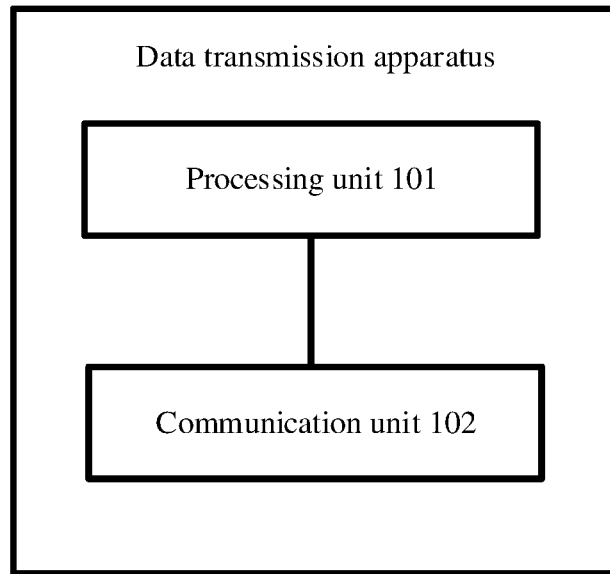 Data transmission apparatus
Processing unit 101
Communication unit 102